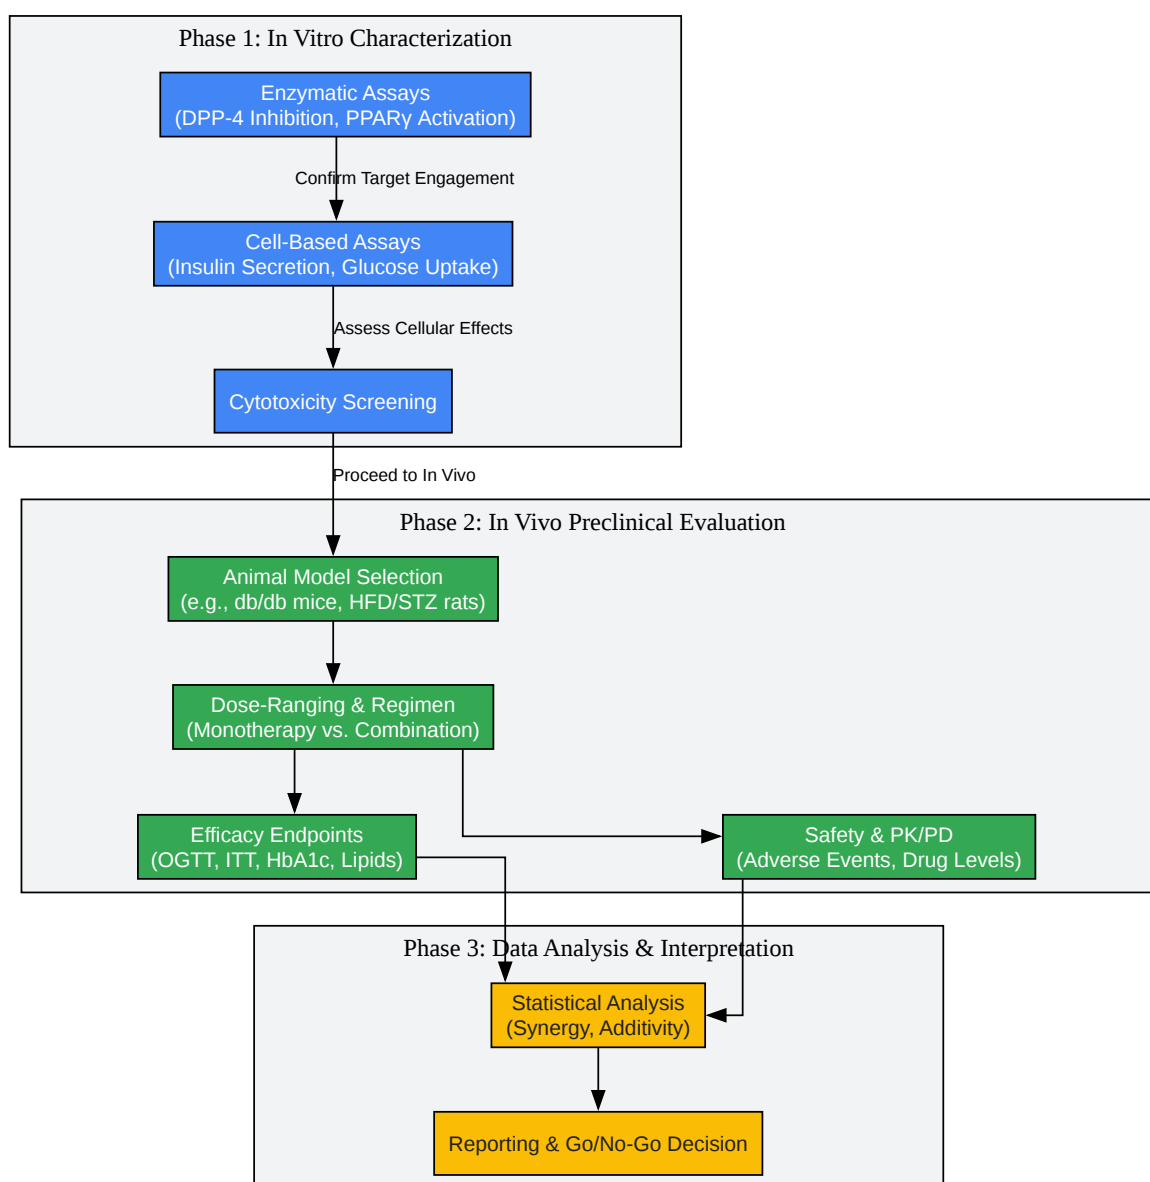 Phase 1: In Vitro Characterization
Enzymatic Assays
(DPP-4 Inhibition, PPARγ Activation)
Confirm Target Engagement
Cell-Based Assays
(Insulin Secretion, Glucose Uptake)
Assess Cellular Effects
Cytotoxicity Screening
Proceed to In Vivo
Phase 2: In Vivo Preclinical Evaluation
Animal Model Selection
(e.g., db/db mice, HFD/STZ rats)
Dose-Ranging & Regimen
(Monotherapy vs. Combination)
Efficacy Endpoints
(OGTT, ITT, HbA1c, Lipids)
Safety & PK/PD
(Adverse Events, Drug Levels)
Phase 3: Data Analysis & Interpretation
Statistical Analysis
(Synergy, Additivity)
Reporting & Go/No-Go Decision